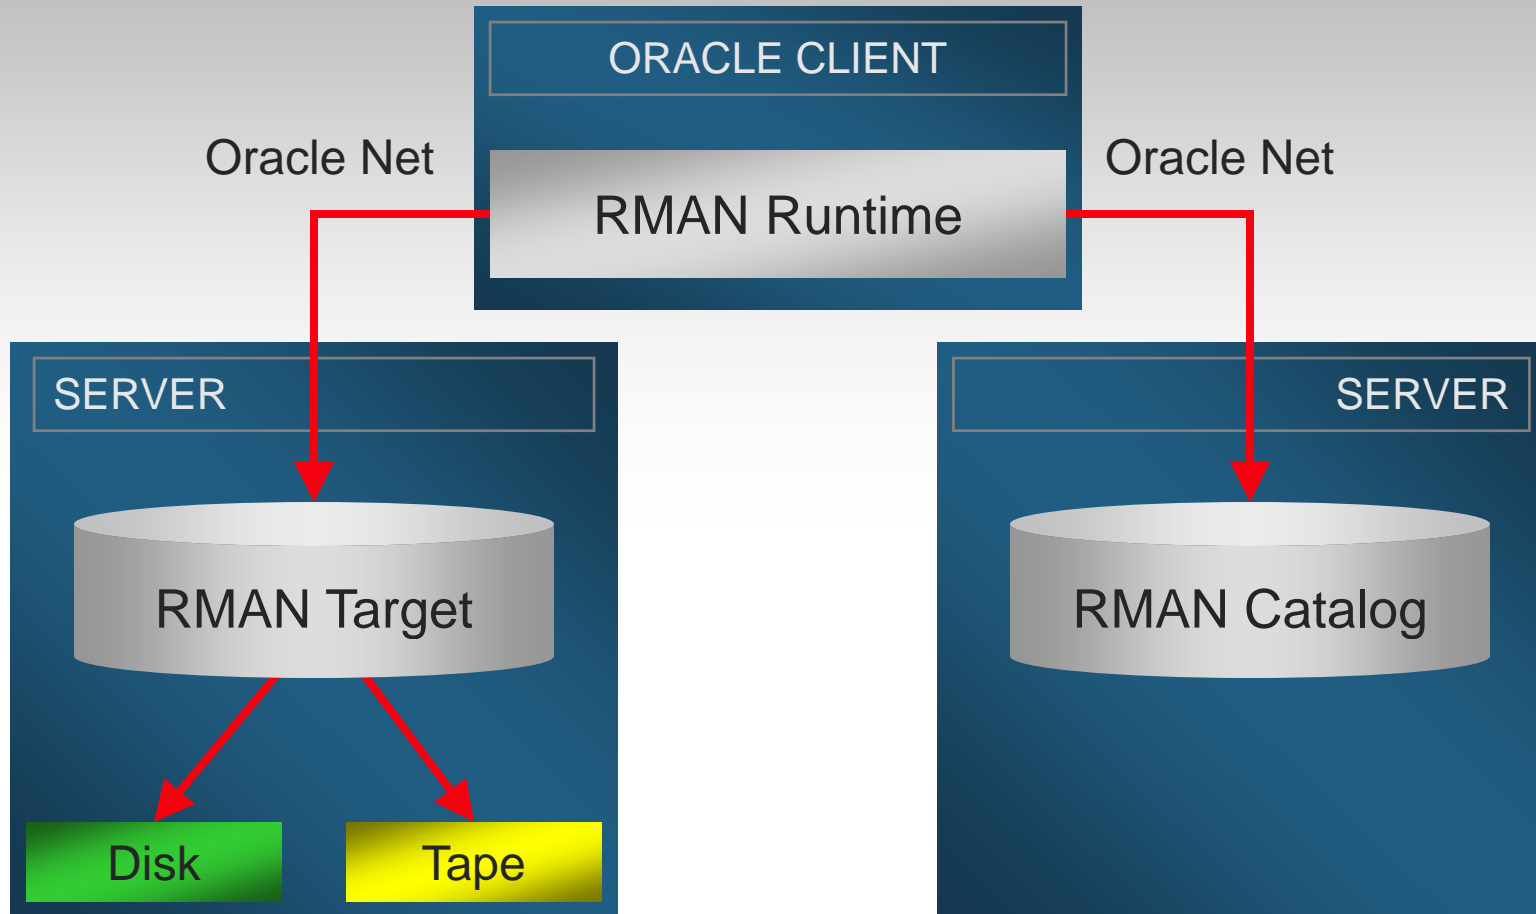 ORACLE CLIENT
Oracle Net
Oracle Net
RMAN Runtime
SERVER
SERVER
RMAN Target
RMAN Catalog
Disk
Tape